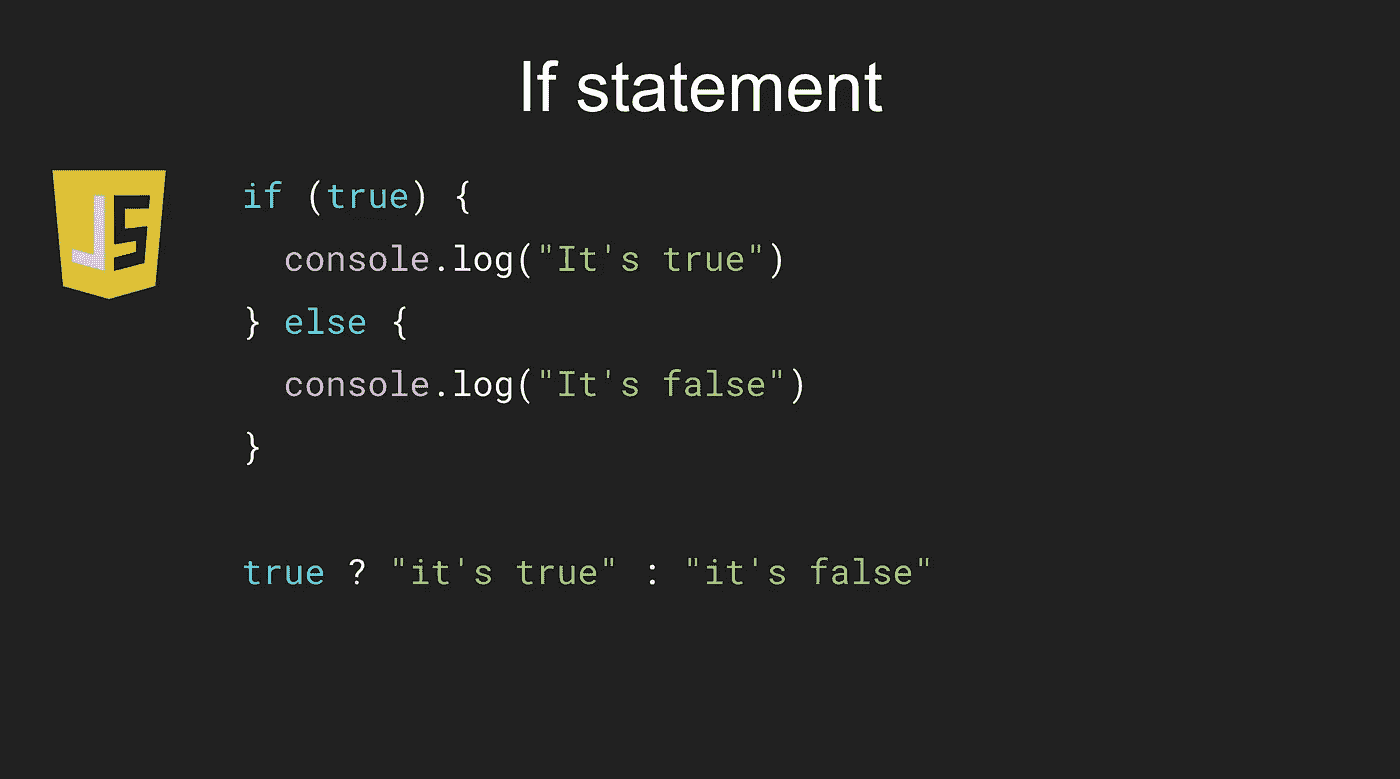 If statement
JS
if (true) {
  console.log("It's true")
} else {
  console.log("It's false")
}
true ? "it's true" : "it's false"